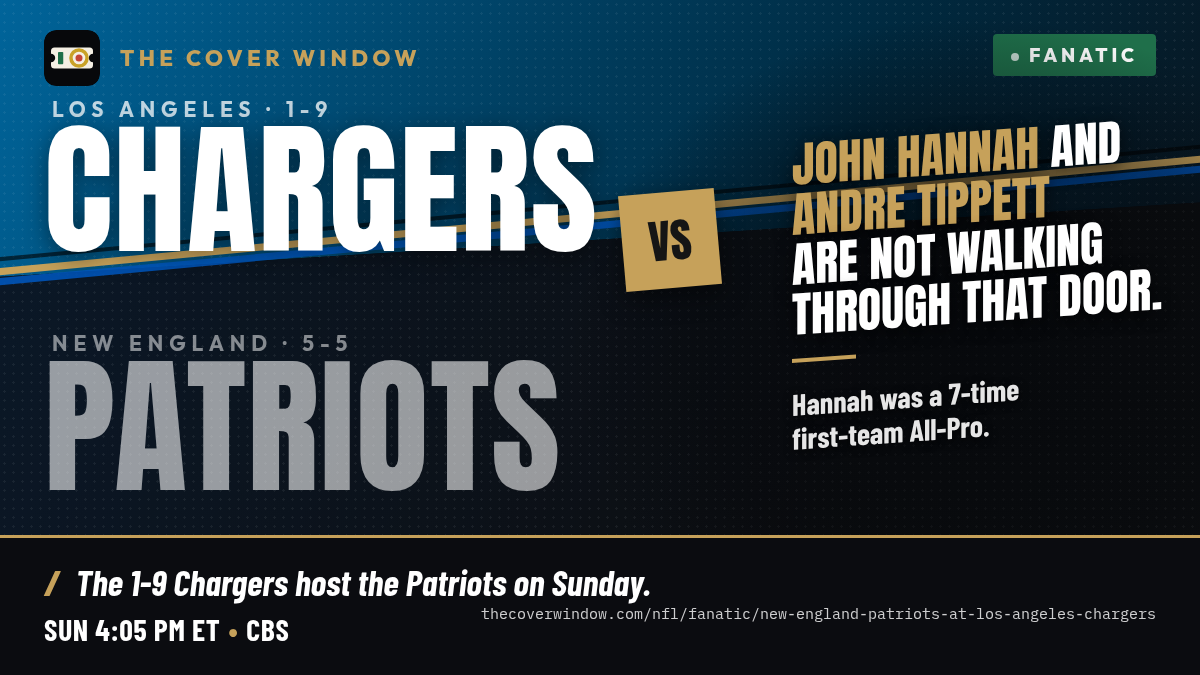 THE COVER WINDOW
FANATIC
LOS ANGELES · 1-9
CHARGERS
VS
NEW ENGLAND · 5-5
PATRIOTS
JOHN HANNAH AND
ANDRE TIPPETT
ARE NOT WALKING
THROUGH THAT DOOR.
Hannah was a 7-time
first-team All-Pro.
/ The 1-9 Chargers host the Patriots on Sunday.
SUN 4:05 PM ET • CBS
thecoverwindow.com/nfl/fanatic/new-england-patriots-at-los-angeles-chargers